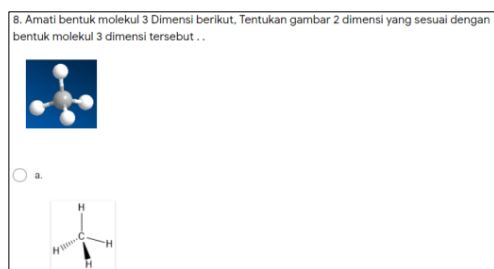 8. Amati bentuk molekul 3 Dimensi berikut, Tentukan gambar 2 dimensi yang sesuai dengan
bentuk molekul 3 dimensi tersebut . .
a.
H
C
H
H
H